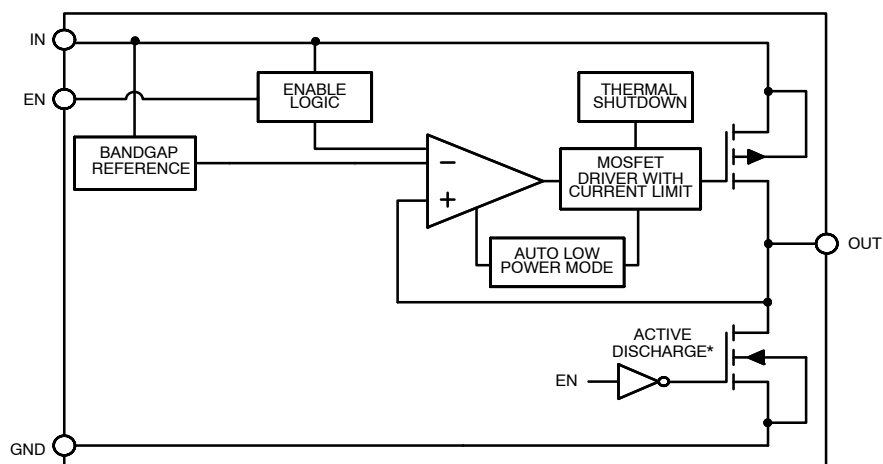 IN
EN
ENABLE
LOGIC
THERMAL
SHUTDOWN
BANDGAP
REFERENCE
−
+
MOSFET
DRIVER WITH
CURRENT LIMIT
AUTO LOW
POWER MODE
OUT
ACTIVE
DISCHARGE*
EN
GND